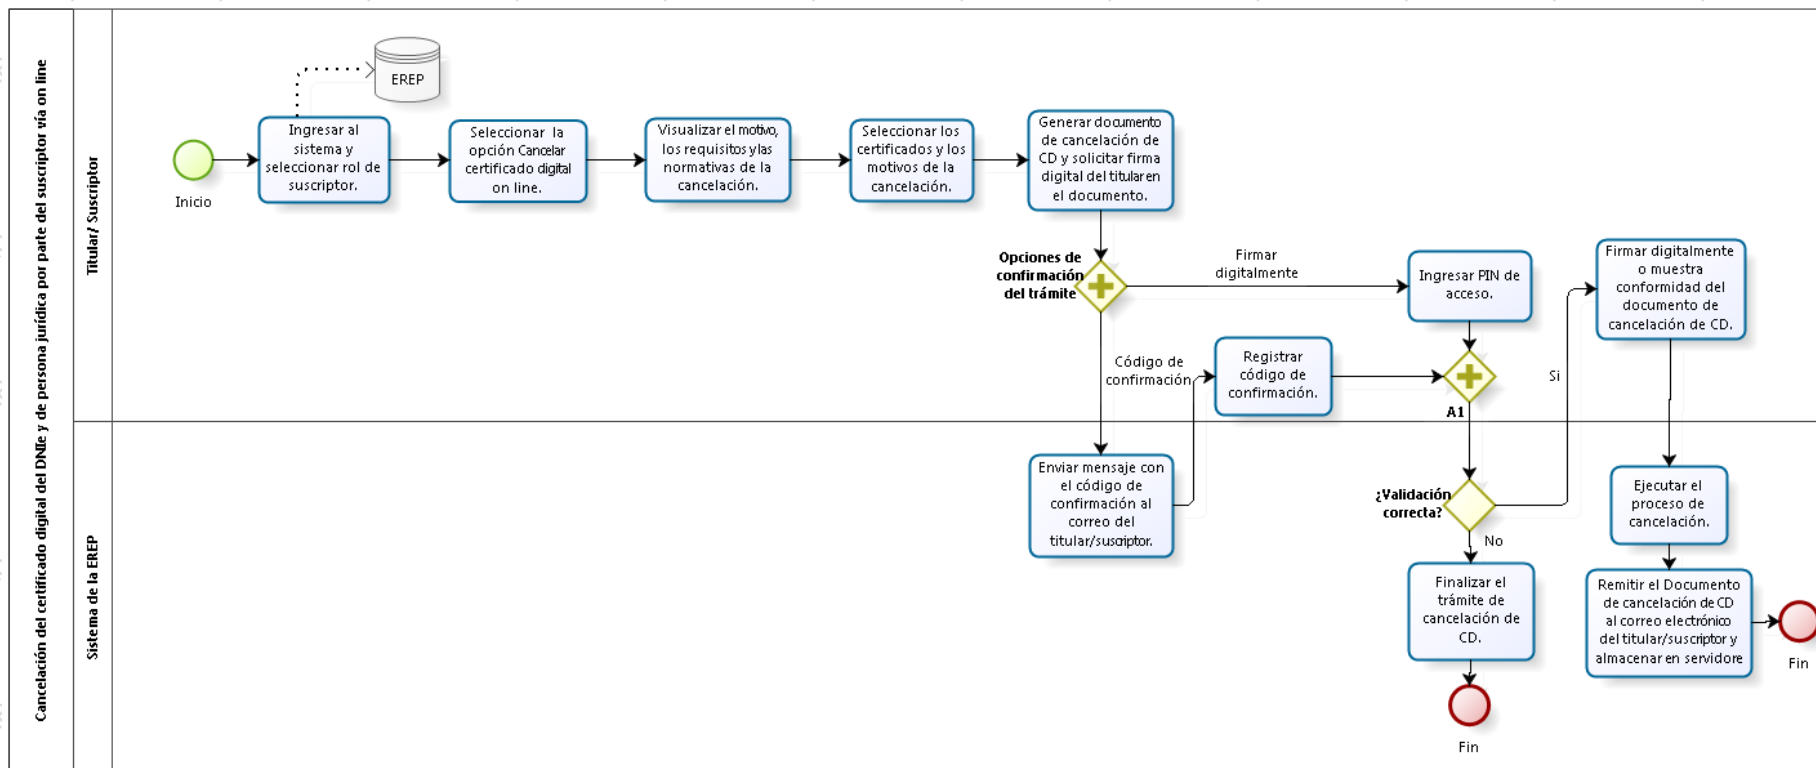 Cancelación del certificado digital del DNIe y de persona jurídica por parte del suscriptor vía on line
Titular/ Suscriptor
Sistema de la EREP
EREP
Inicio
Ingresar al
sistema y
seleccionar rol de
suscriptor.
Seleccionar la
opción Cancelar
certificado digital
on line.
Visualizar el motivo,
los requisitos y las
normativas de la
cancelación.
Seleccionar los
certificados y los
motivos de la
cancelación.
Generar documento
de cancelación de
CD y solicitar firma
digital del titular en
el documento.
Opciones de
confirmación
del trámite
Firmar
digitalmente
Ingresar PIN de
acceso.
Firmar digitalmente
o muestra
conformidad del
documento de
cancelación de CD.
Código de
confirmación
Registrar
código de
confirmación.
A1
Si
Enviar mensaje con
el código de
confirmación al
correo del
titular/suscriptor.
¿Validación
correcta?
No
Ejecutar el
proceso de
cancelación.
Finalizar el
trámite de
cancelación de
CD.
Remitir el Documento
de cancelación de CD
al correo electrónico
del titular/suscriptor y
almacenar en servidore
Fin
Fin